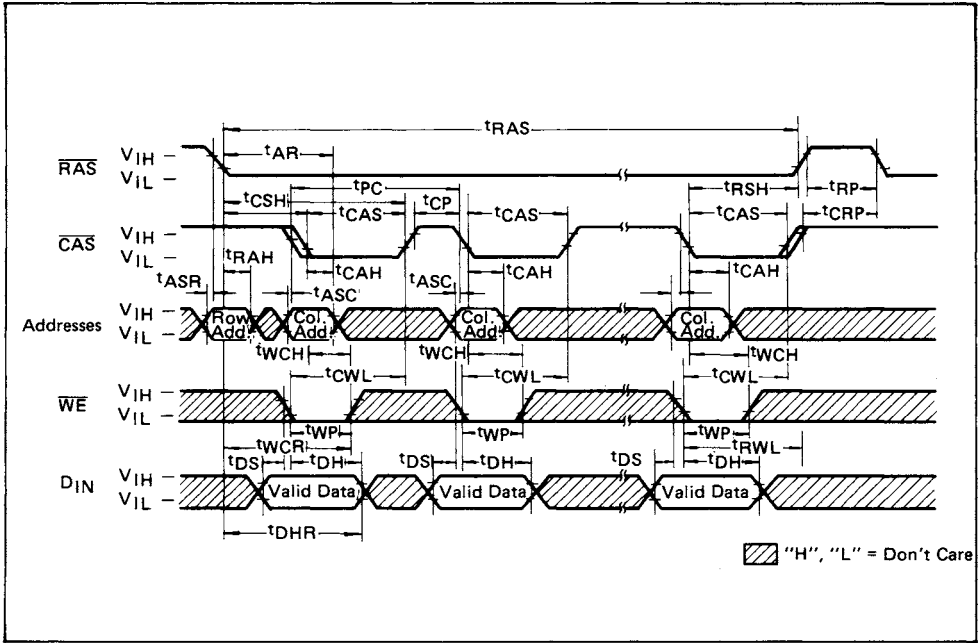 tRAS
RAS VIH – VIL –
tAR
tCSH tPC tCP tRSH tRP
tCAS tCAS tCAS tCRP
CAS VIH – VIL –
tRAH tCAH tCAH
tASR tASC tASC
Addresses VIH – VIL –
Row Add. Col. Add. Col. Add. Col. Add.
tWCH tWCH tWCH
tCWL tCWL tCWL
WE VIH – VIL –
tWP tWP tWP
tWCR tRWL
tDS tDH tDS tDH tDS tDH
DIN VIH – VIL –
Valid Data Valid Data Valid Data
tDHR
"H", "L" = Don't Care